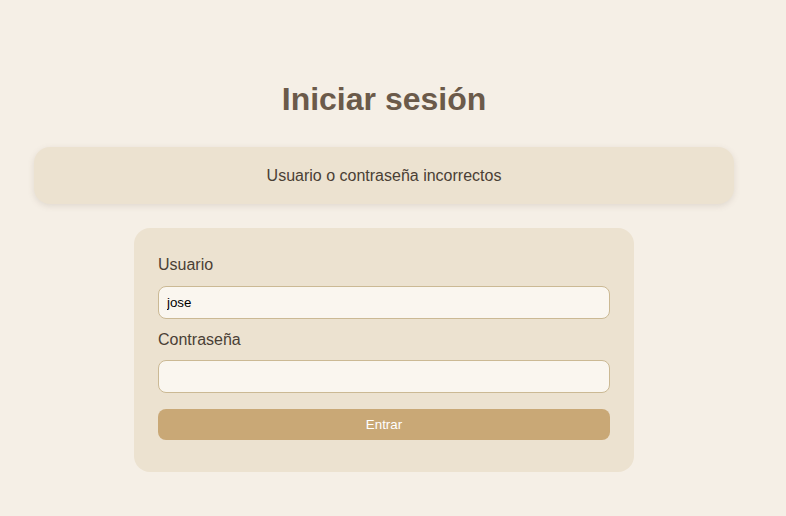 Iniciar sesión
Usuario o contraseña incorrectos
Usuario
jose
Contraseña
Entrar